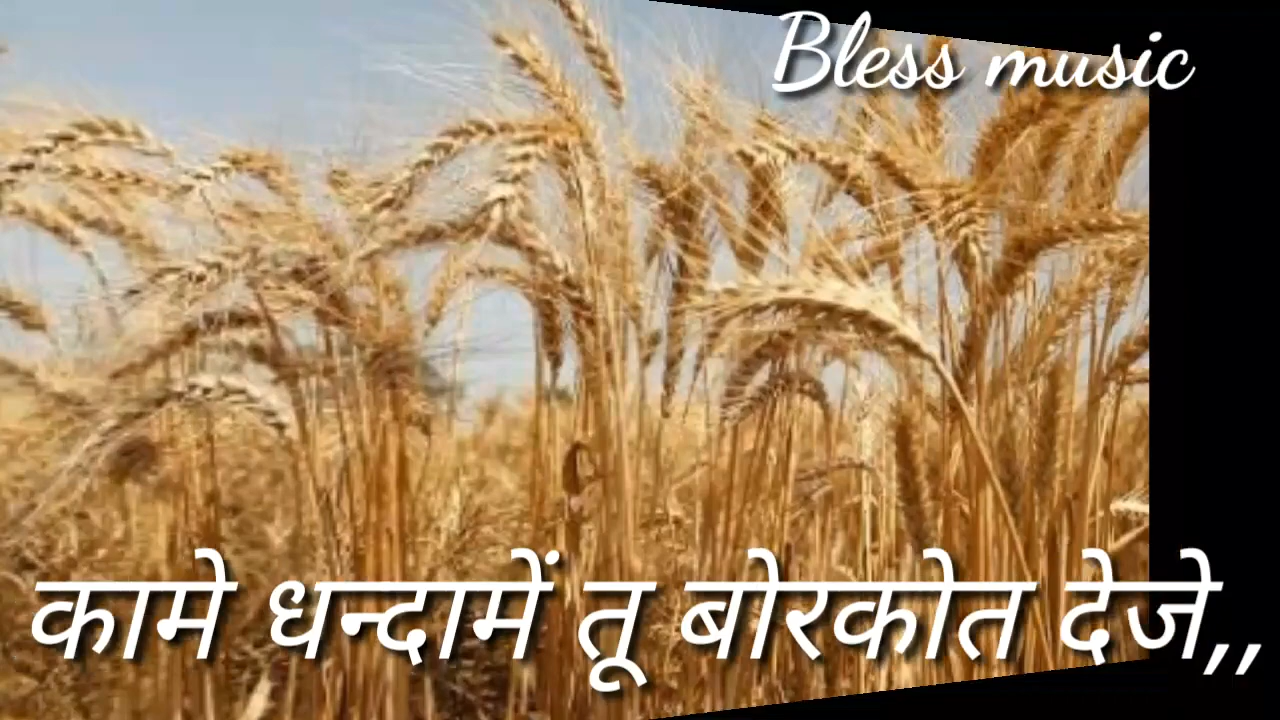 Bless music
कामे धन्दामें तू बोरकोत देजे,,